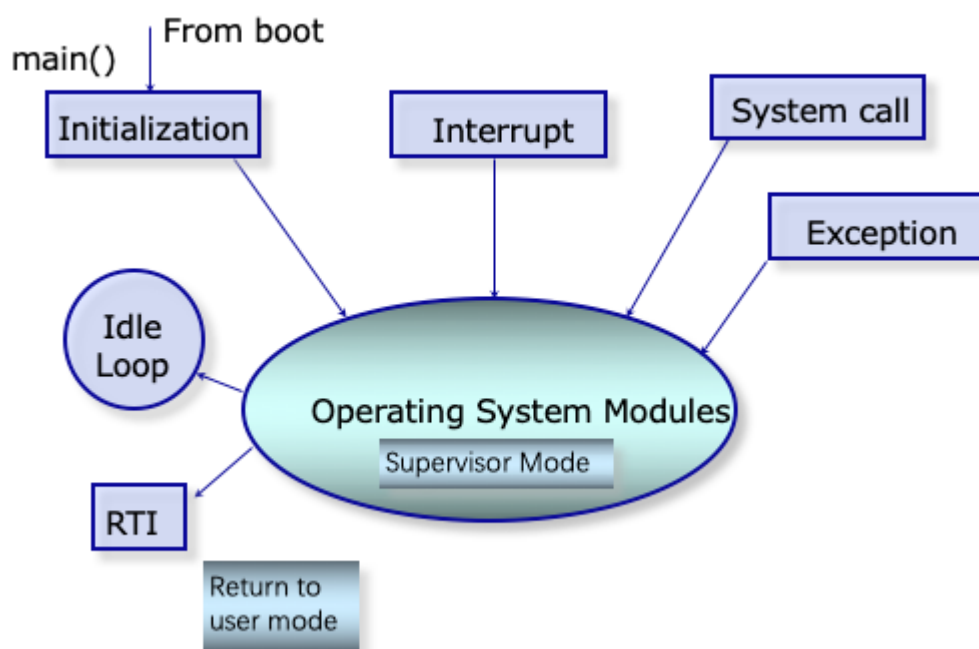 From boot
main()
Initialization
Interrupt
System call
Exception
Idle
Loop
Operating System Modules
Supervisor Mode
RTI
Return to
user mode